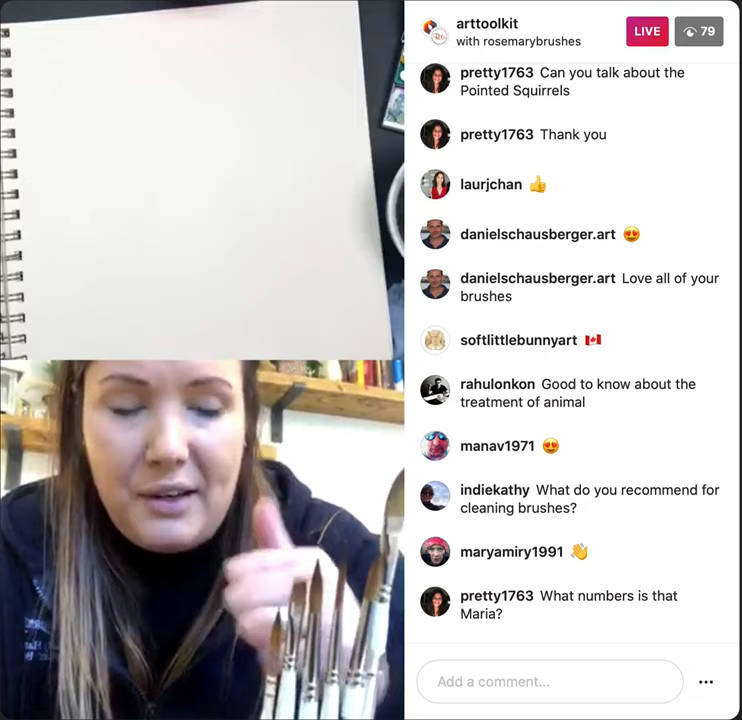 arttoolkit
with rosemarybrushes
LIVE
79
pretty1763 Can you talk about the
Pointed Squirrels
pretty1763 Thank you
laurjchan 👍
danielschausberger.art 😍
danielschausberger.art Love all of your
brushes
softlittlebunnyart 🇨🇦
rahulonkon Good to know about the
treatment of animal
manav1971 😍
indiekathy What do you recommend for
cleaning brushes?
maryamiry1991 👏
pretty1763 What numbers is that
Maria?
Add a comment...